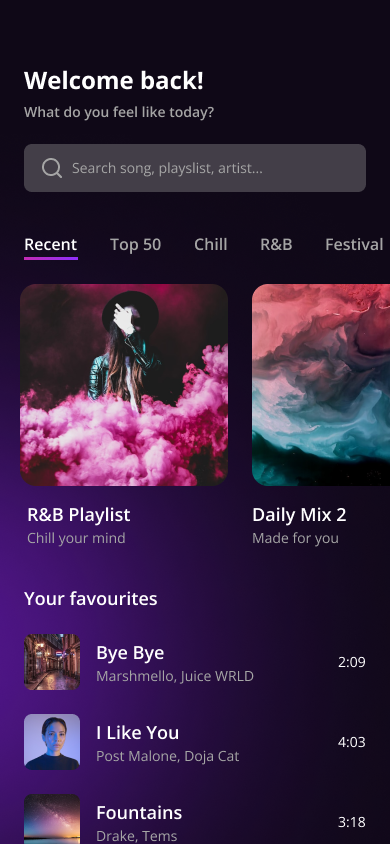 Welcome back!
What do you feel like today?
Search song, playslist, artist...
Recent Top 50 Chill R&B Festival
R&B Playlist
Chill your mind
Daily Mix 2
Made for you
Your favourites
Bye Bye
Marshmello, Juice WRLD
2:09
I Like You
Post Malone, Doja Cat
4:03
Fountains
Drake, Tems
3:18